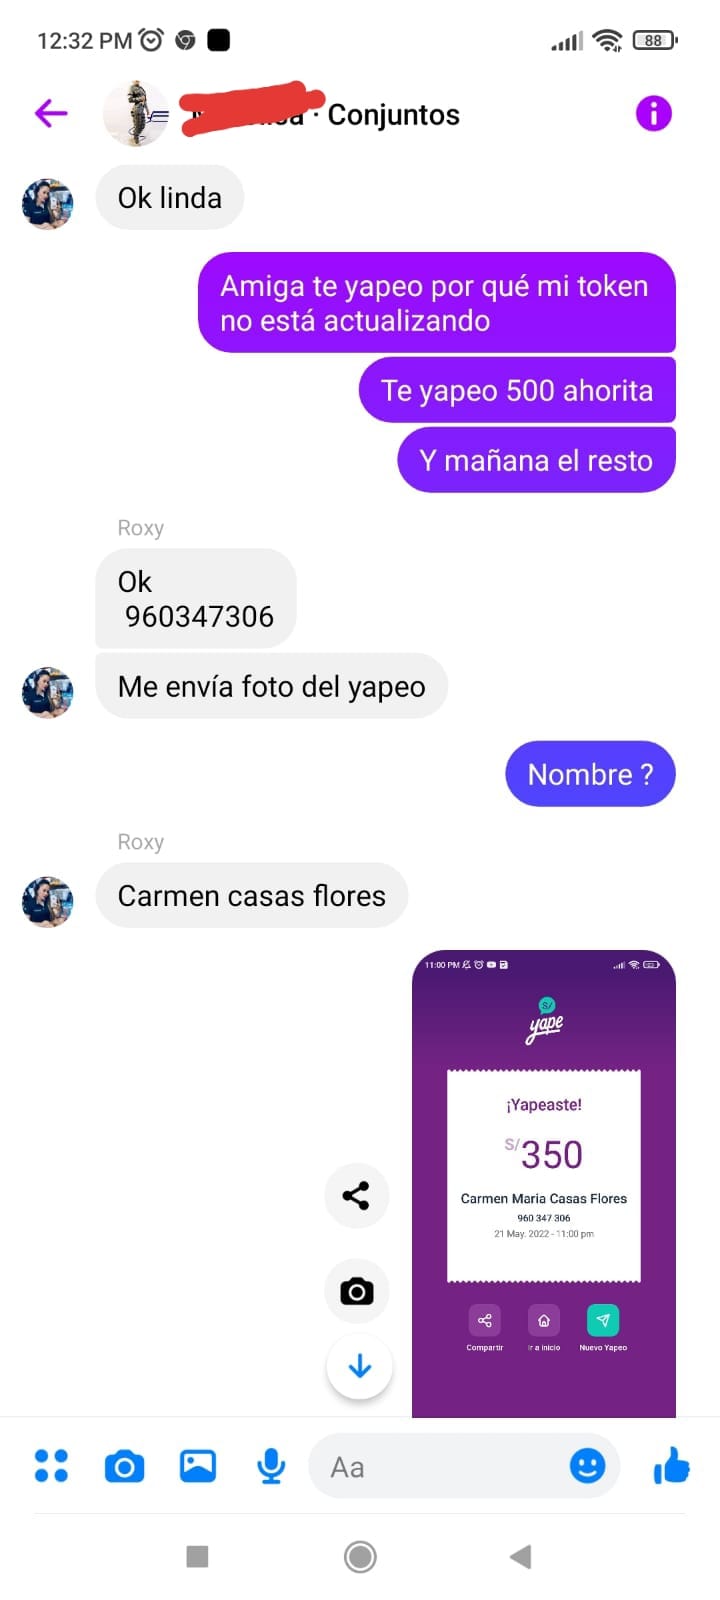 12:32 PM
88
· Conjuntos
Ok linda
Amiga te yapeo por qué mi token
no está actualizando
Te yapeo 500 ahorita
Y mañana el resto
Roxy
Ok
960347306
Me envía foto del yapeo
Nombre ?
Roxy
Carmen casas flores
11:00 PM
S/
yape
¡Yapeaste!
S/350
Carmen Maria Casas Flores
960 347 306
21 May. 2022 - 11:00 pm
Compartir Ir a inicio Nuevo Yapeo
Aa